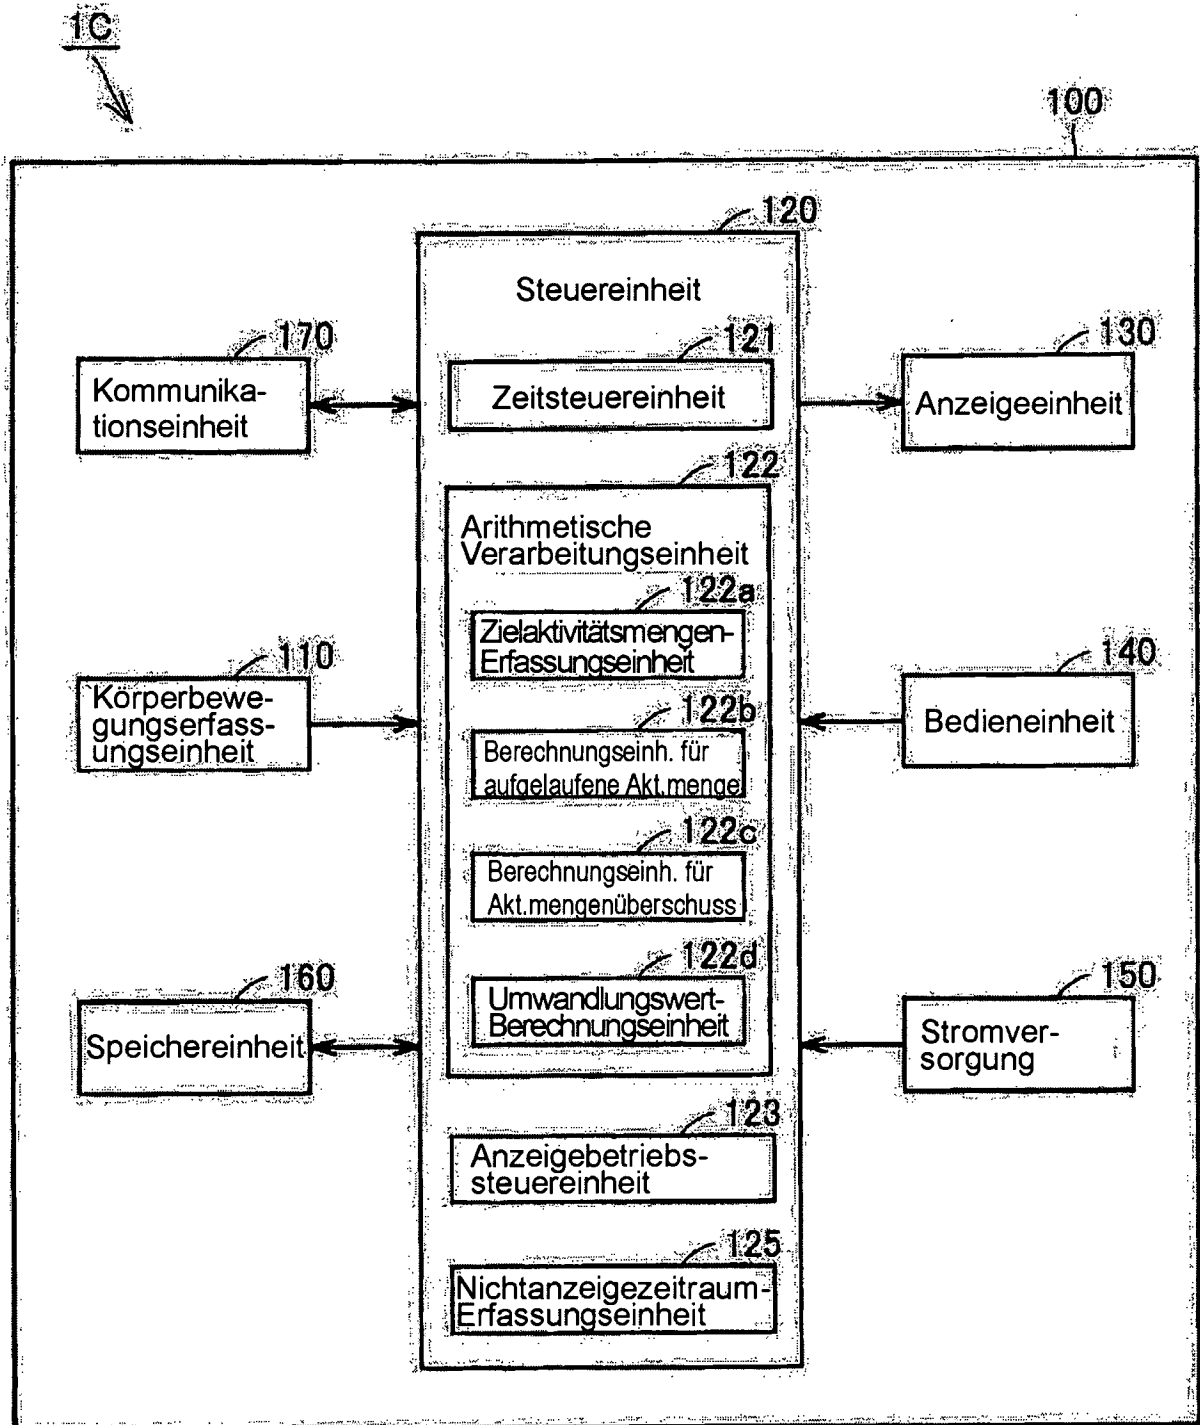 1C
100
120
Steuereinheit
170
Kommunika-
tionseinheit
121
Zeitsteuereinheit
130
Anzeigeeinheit
122
Arithmetische
Verarbeitungseinheit
122a
Zielaktivitätsmengen-
Erfassungseinheit
110
Körperbewe-
gungserfass-
ungseinheit
122b
Berechnungseinh. für
aufgelaufene Akt.menge
140
Bedieneinheit
122c
Berechnungseinh. für
Akt.mengenüberschuss
160
Speichereinheit
122d
Umwandlungswert-
Berechnungseinheit
150
Stromver-
sorgung
123
Anzeigebetriebs-
steuereinheit
125
Nichtanzeigezeitraum-
Erfassungseinheit